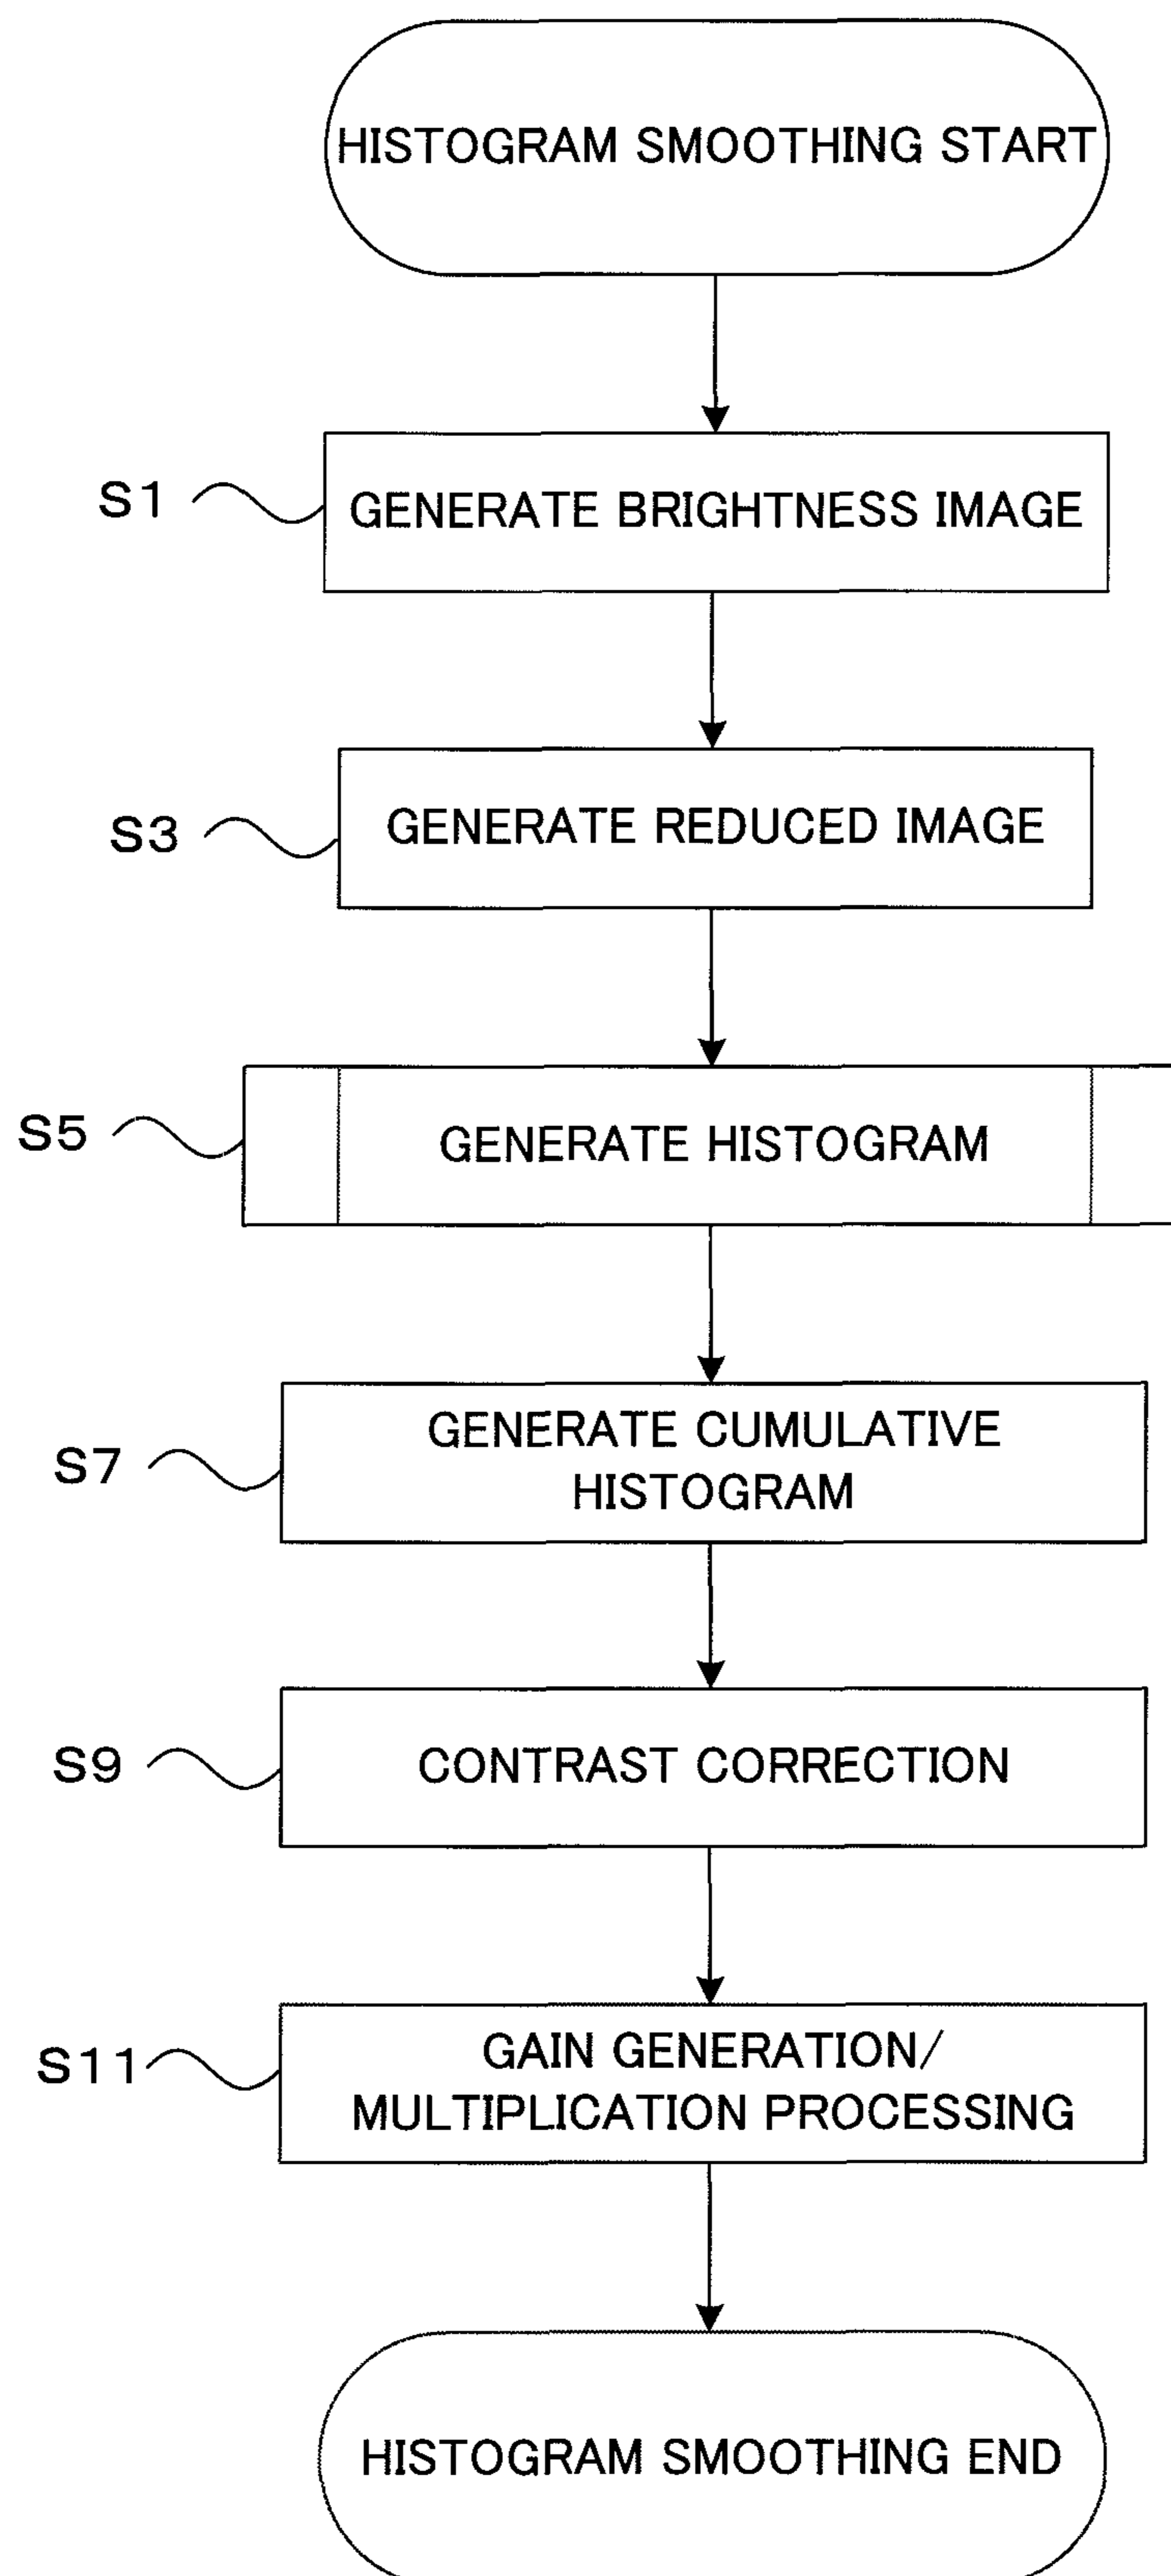 HISTOGRAM SMOOTHING START
S1
GENERATE BRIGHTNESS IMAGE
S3
GENERATE REDUCED IMAGE
S5
GENERATE HISTOGRAM
S7
GENERATE CUMULATIVE
HISTOGRAM
S9
CONTRAST CORRECTION
S11
GAIN GENERATION/
MULTIPLICATION PROCESSING
HISTOGRAM SMOOTHING END